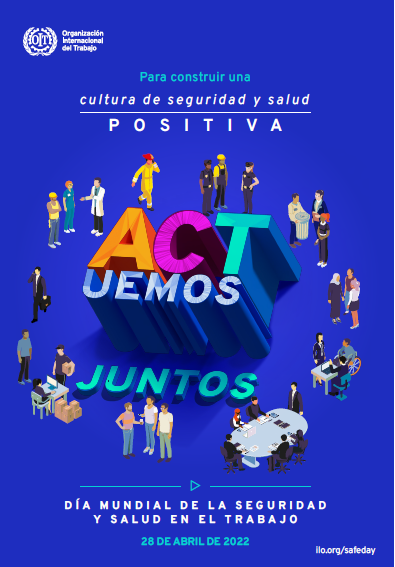 OIT
Organización
Internacional
del Trabajo
Para construir una
cultura de seguridad y salud
POSITIVA
ACT
UEMOS
JUNTOS
DÍA MUNDIAL DE LA SEGURIDAD
Y SALUD EN EL TRABAJO
28 DE ABRIL DE 2022
ilo.org/safeday